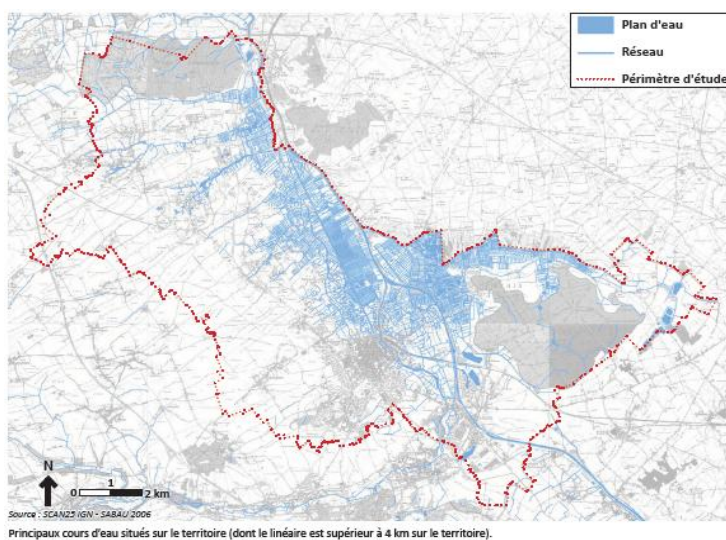 Plan d'eau
Réseau
Périmètre d'étude
N
0 1 2 km
Source : SCAN25 IGN - SABAU 2006
Principaux cours d'eau situés sur le territoire (dont le linéaire est supérieur à 4 km sur le territoire).